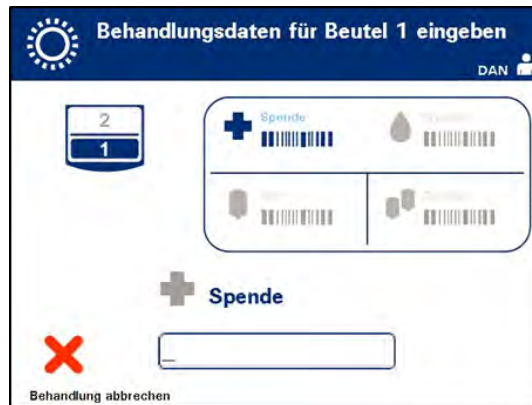 Behandlungsdaten für Beutel 1 eingeben
DAN
2
1
Spende
Spende
_
Behandlung abbrechen